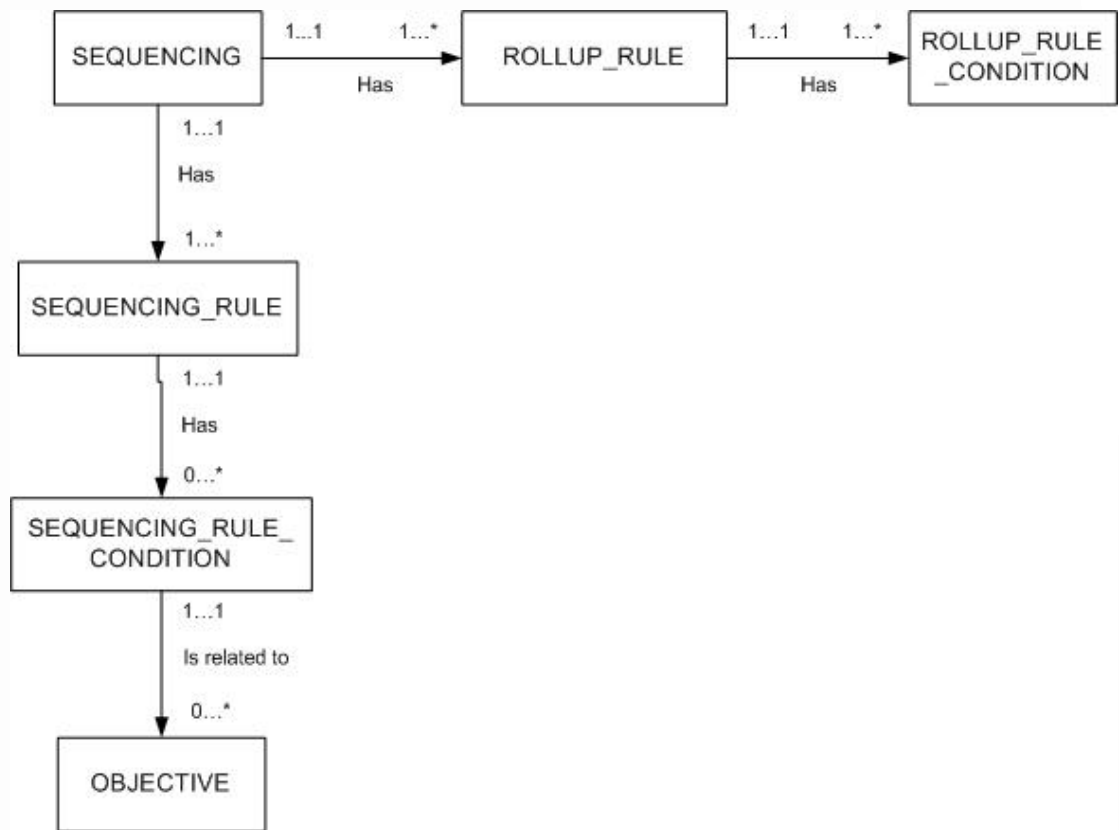 1...1
1...*
1...1
1...*
SEQUENCING
ROLLUP_RULE
ROLLUP_RULE
_CONDITION
Has
Has
1...1
Has
1...*
SEQUENCING_RULE
1...1
Has
0...*
SEQUENCING_RULE_
CONDITION
1...1
Is related to
0...*
OBJECTIVE